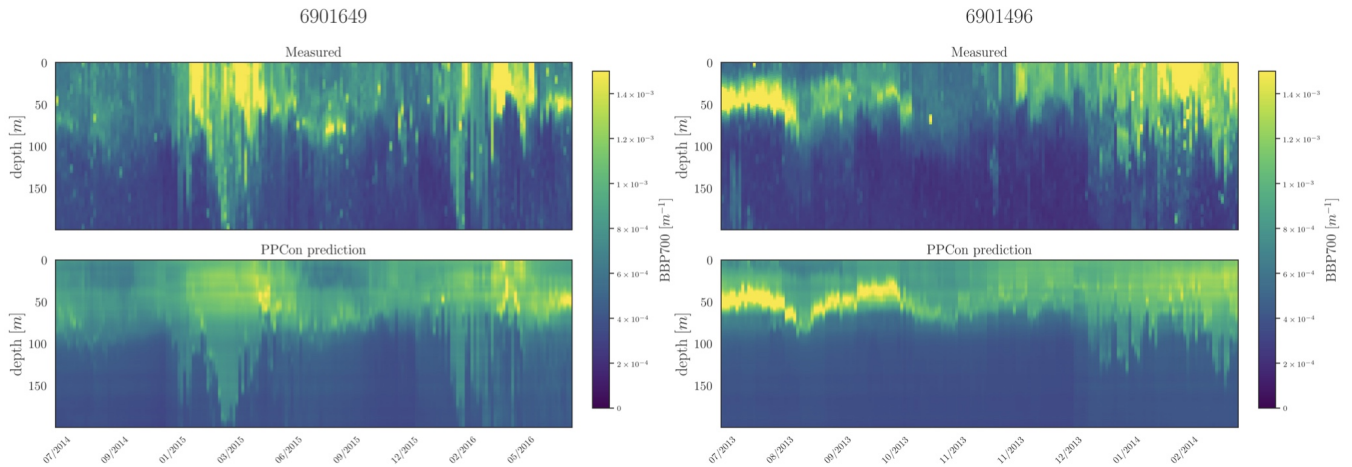 6901649
Measured
0
50
100
150
depth [m]
PPCon prediction
0
50
100
150
depth [m]
07/2014
09/2014
01/2015
03/2015
06/2015
09/2015
12/2015
02/2016
05/2016
1.4 × 10⁻³
1.2 × 10⁻³
1 × 10⁻³
8 × 10⁻⁴
6 × 10⁻⁴
4 × 10⁻⁴
2 × 10⁻⁴
0
BBP700 [m⁻¹]
6901496
Measured
0
50
100
150
depth [m]
PPCon prediction
0
50
100
150
depth [m]
07/2013
08/2013
09/2013
10/2013
11/2013
11/2013
12/2013
01/2014
02/2014
1.4 × 10⁻³
1.2 × 10⁻³
1 × 10⁻³
8 × 10⁻⁴
6 × 10⁻⁴
4 × 10⁻⁴
2 × 10⁻⁴
0
BBP700 [m⁻¹]